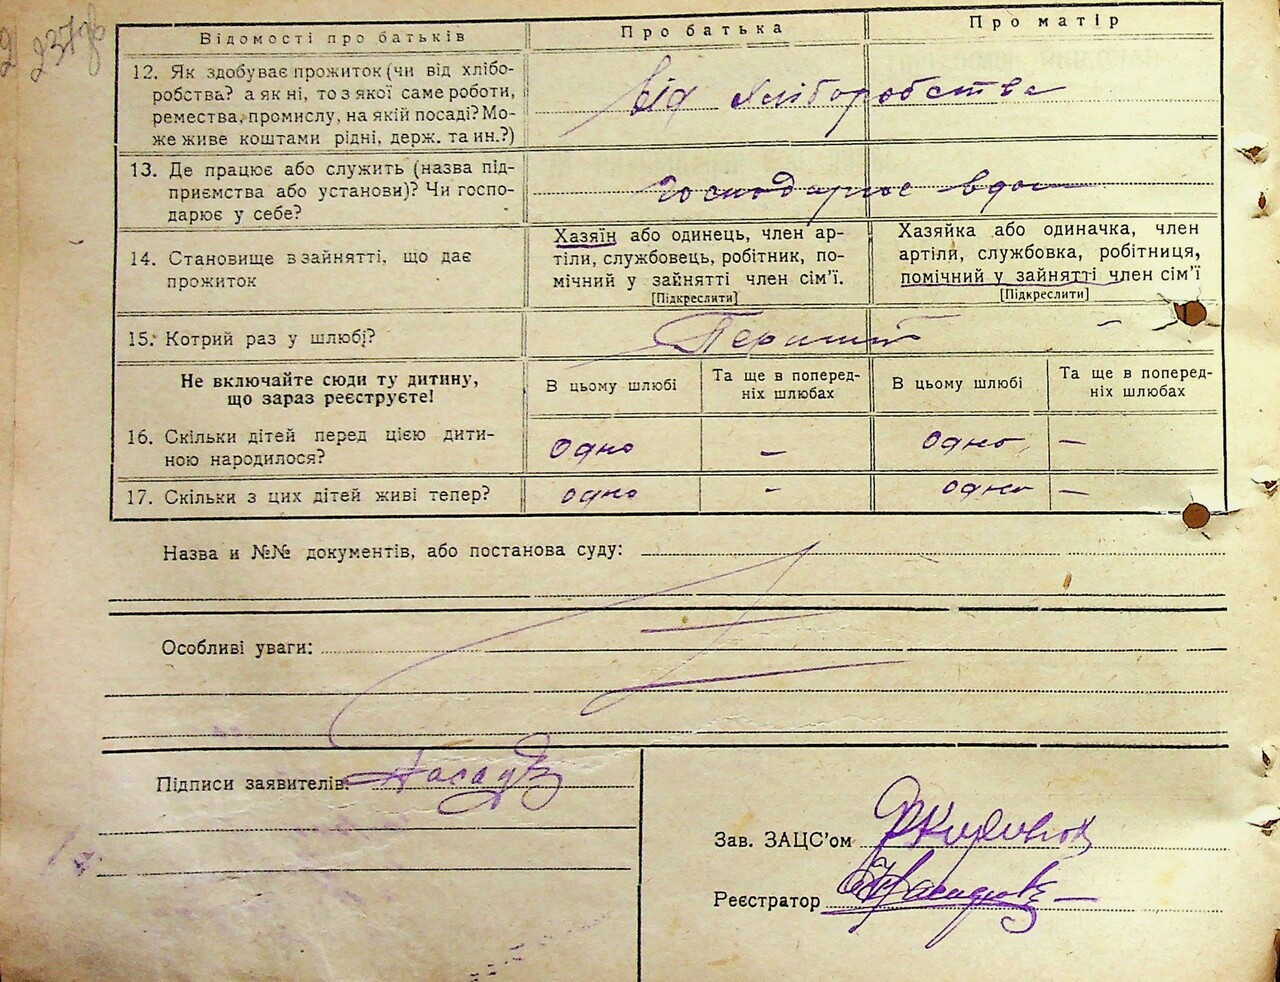 237зв
Відомості про батьків
Про батька
Про матір
12. Як здобуває прожиток (чи від хлібо-
робства? а як ні, то з якої саме роботи,
ремества, промислу, на якій посаді? Мо-
же живе коштами рідні, держ. та ин.?)
від хліборобства
13. Де працює або служить (назва під-
приємства або установи)? Чи госпо-
дарює у себе?
господарює вдома
14. Становище в зайнятті, що дає
прожиток
Хазяїн або одинець, член ар-
тілі, службовець, робітник, по-
мічний у зайнятті член сім'ї.
[Підкреслити]
Хазяйка або одиначка, член
артілі, службовка, робітниця,
помічний у зайнятті член сім'ї
[Підкреслити]
15. Котрий раз у шлюбі?
Перший
–
Не включайте сюди ту дитину,
що зараз реєструєте!
В цьому шлюбі
Та ще в поперед-
ніх шлюбах
В цьому шлюбі
Та ще в поперед-
ніх шлюбах
16. Скільки дітей перед цією дити-
ною народилося?
одно
–
одно
–
17. Скільки з цих дітей живі тепер?
одно
–
одно
–
Назва и №№ документів, або постанова суду:
Особливі уваги:
Підписи заявителів:
Зав. ЗАЦС'ом
Реєстратор